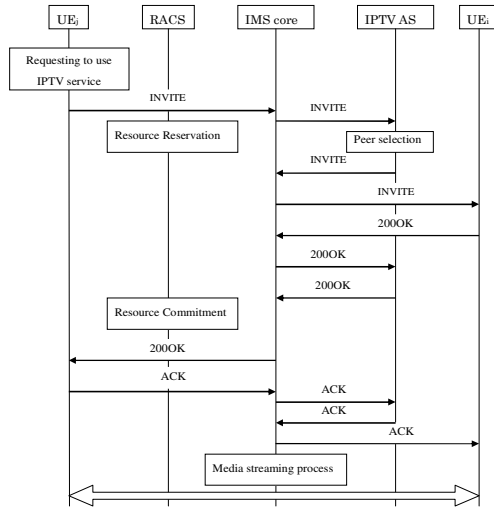 UEj RACS IMS core IPTV AS UEi
Requesting to use
IPTV service
INVITE
INVITE
Resource Reservation
Peer selection
INVITE
INVITE
200OK
200OK
200OK
Resource Commitment
200OK
ACK
ACK
ACK
ACK
Media streaming process